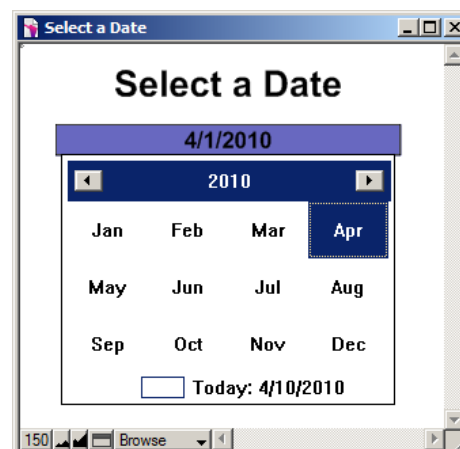 Select a Date
Select a Date
4/1/2010
2010
Jan Feb Mar Apr
May Jun Jul Aug
Sep Oct Nov Dec
Today: 4/10/2010
150 Browse